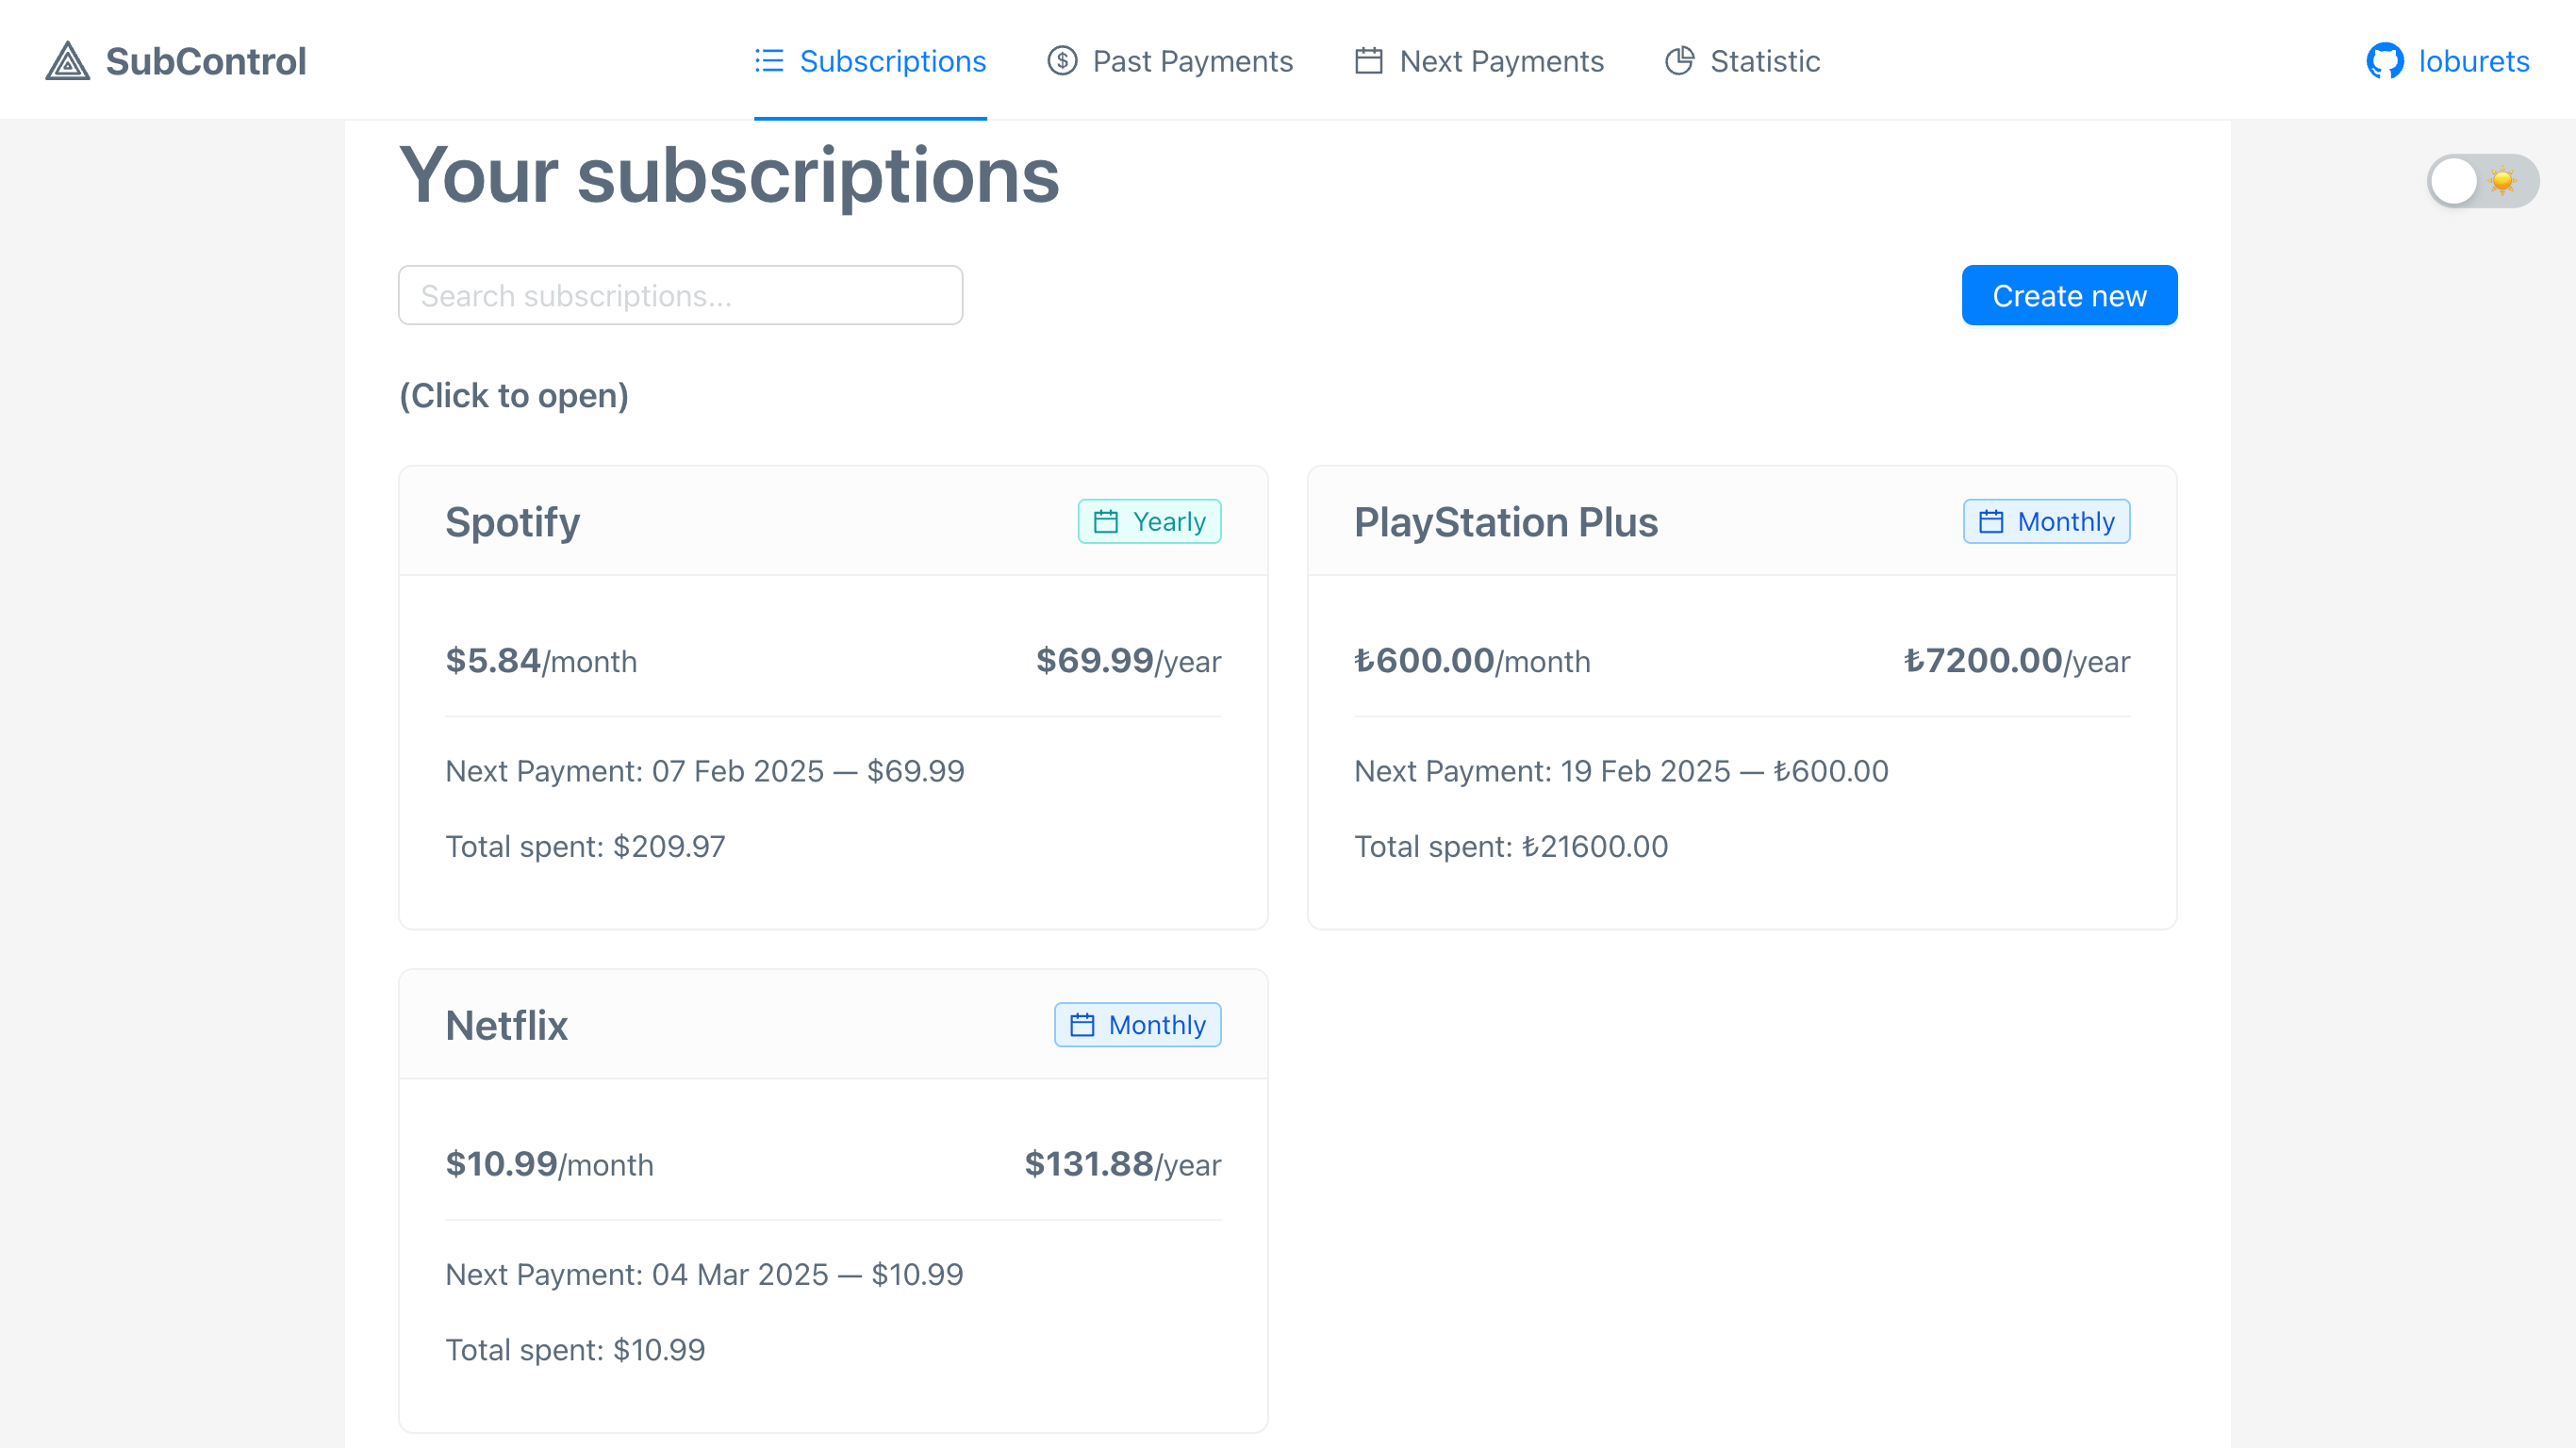 SubControl
Subscriptions
Past Payments
Next Payments
Statistic
loburets
Your subscriptions
Search subscriptions...
Create new
(Click to open)
Spotify
Yearly
$5.84/month
$69.99/year
Next Payment: 07 Feb 2025 — $69.99
Total spent: $209.97
PlayStation Plus
Monthly
₺600.00/month
₺7200.00/year
Next Payment: 19 Feb 2025 — ₺600.00
Total spent: ₺21600.00
Netflix
Monthly
$10.99/month
$131.88/year
Next Payment: 04 Mar 2025 — $10.99
Total spent: $10.99